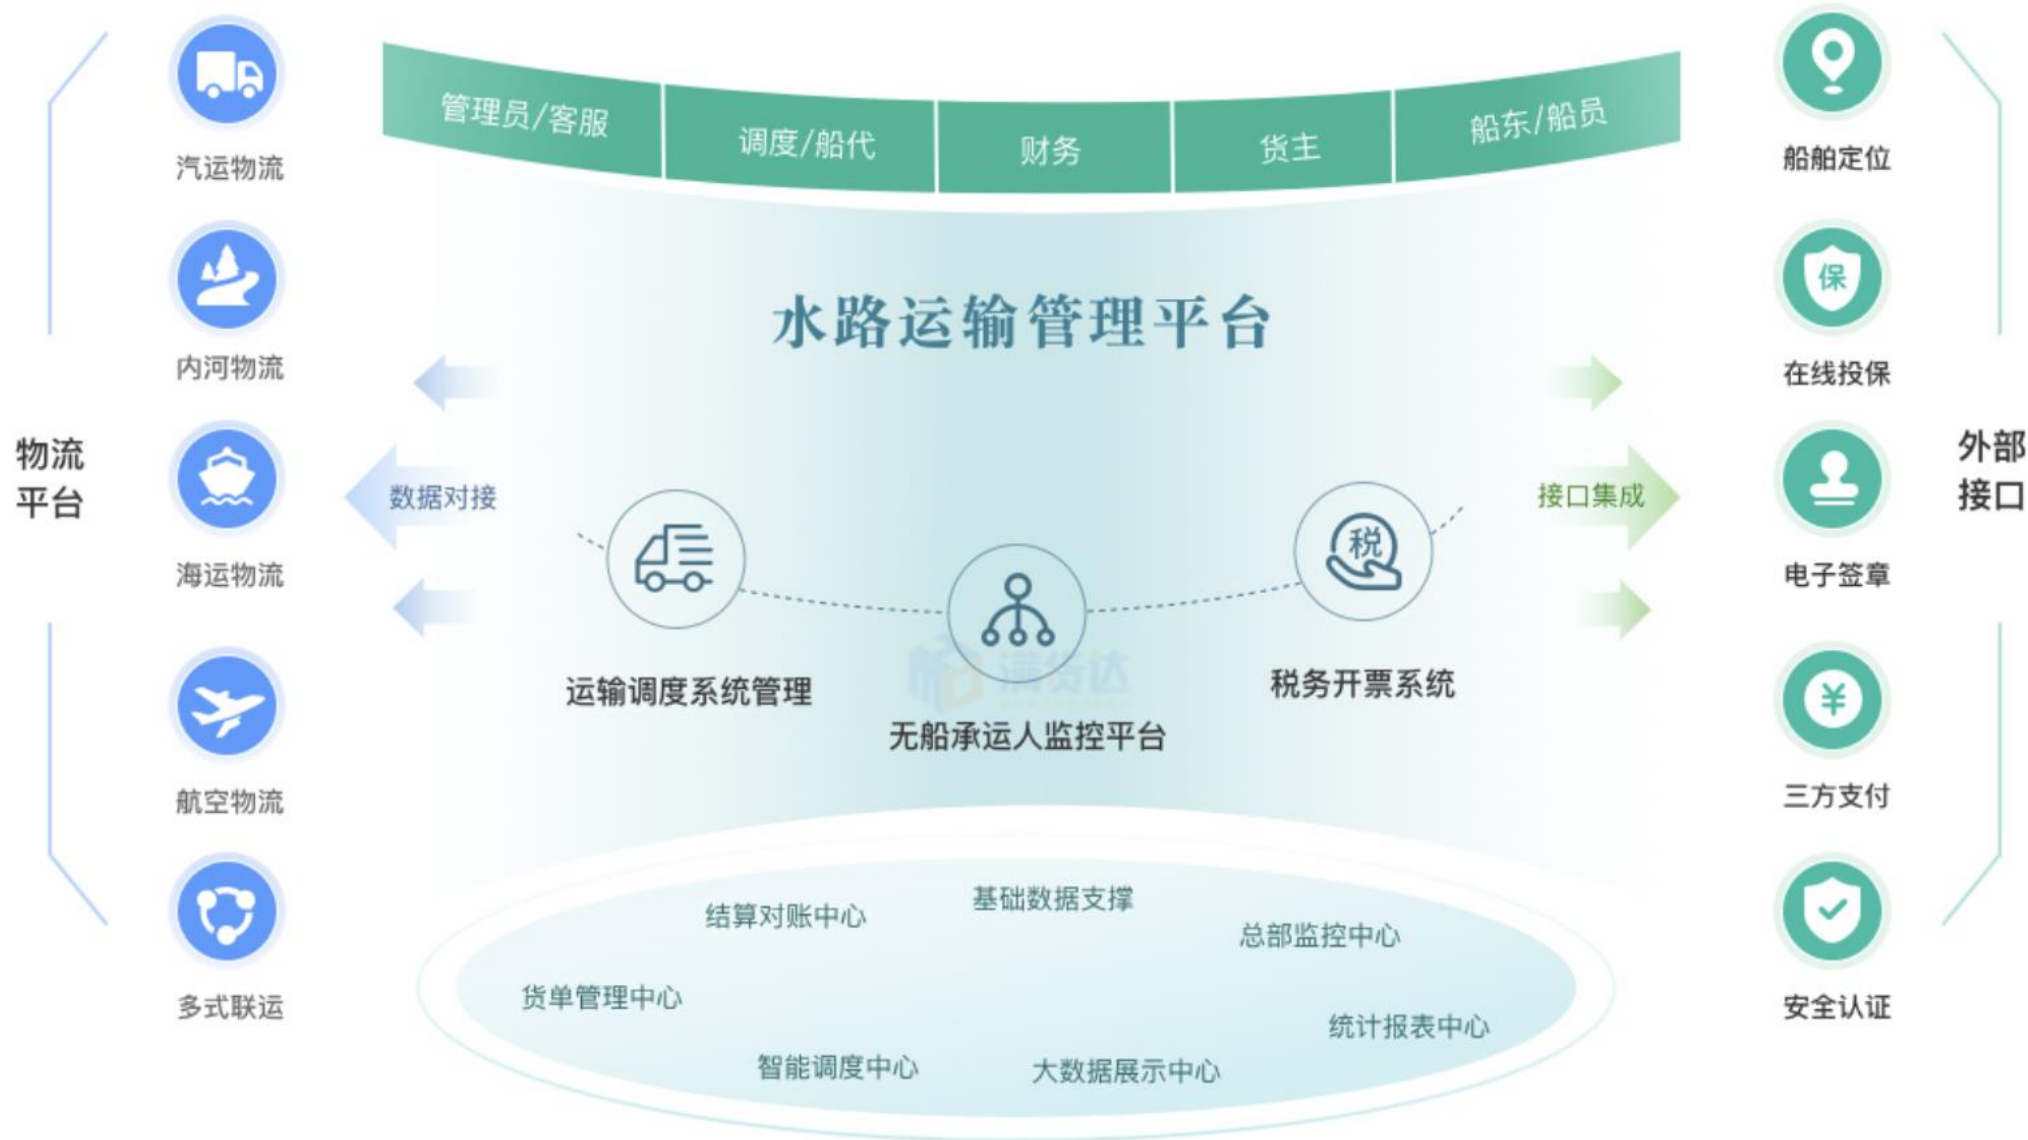 管理员/客服
调度/船代
财务
货主
船东/船员
水路运输管理平台
物流
平台
汽运物流
内河物流
海运物流
航空物流
多式联运
数据对接
接口集成
税
运输调度系统管理
无船承运人监控平台
税务开票系统
满货达
结算对账中心
基础数据支撑
总部监控中心
货单管理中心
统计报表中心
智能调度中心
大数据展示中心
船舶定位
保
在线投保
电子签章
¥
三方支付
安全认证
外部
接口